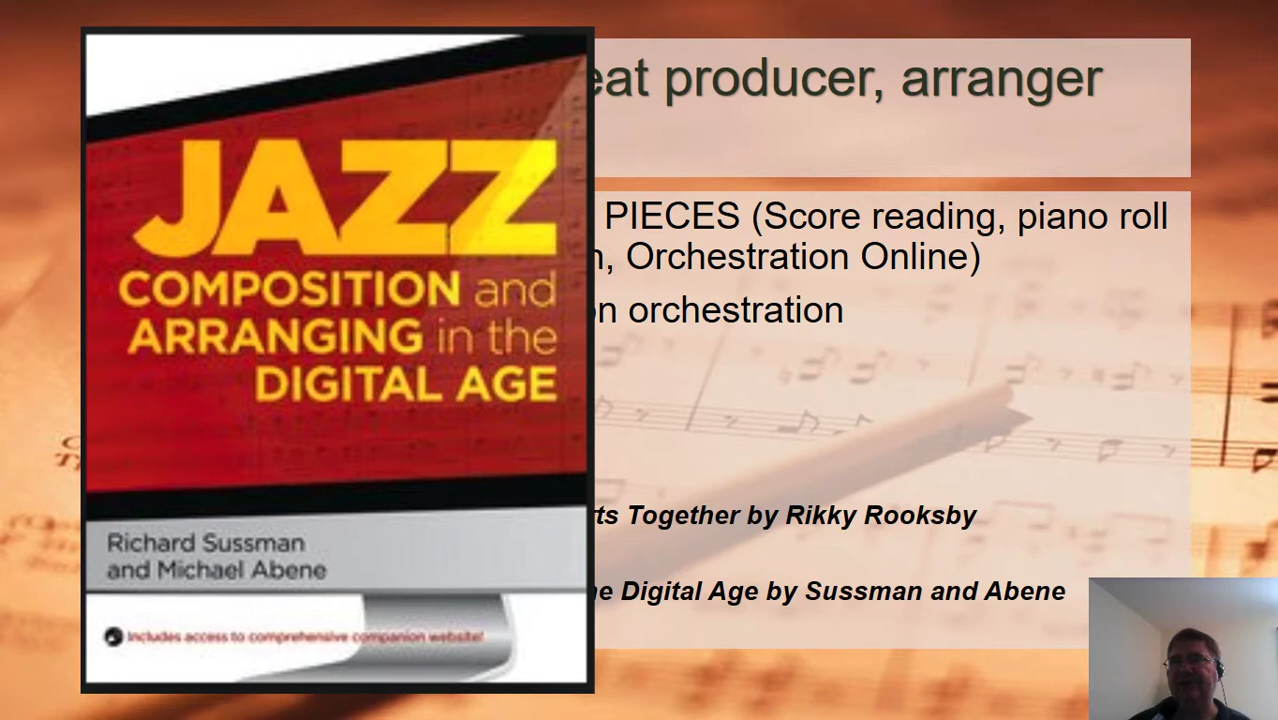 eat producer, arranger
JAZZ
COMPOSITION and
ARRANGING in the
DIGITAL AGE
Richard Sussman
and Michael Abene
Includes access to comprehensive companion website!
PIECES (Score reading, piano roll
n, Orchestration Online)
on orchestration
rts Together by Rikky Rooksby
he Digital Age by Sussman and Abene